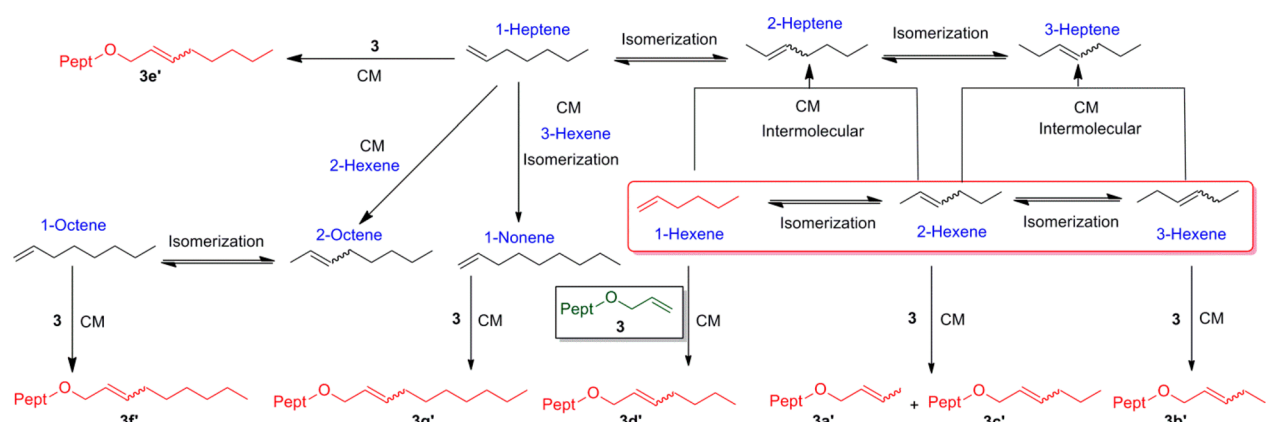 1-Heptene
2-Heptene
3-Heptene
Isomerization
Isomerization
Pept O
3e'
3
CM
CM
Intermolecular
CM
Intermolecular
CM
2-Hexene
CM
3-Hexene
Isomerization
1-Octene
Isomerization
2-Octene
1-Nonene
Isomerization
Isomerization
1-Hexene
2-Hexene
3-Hexene
Pept O
3
3
CM
3
CM
CM
3
CM
3
CM
Pept O
3f'
Pept O
3g'
Pept O
3d'
Pept O
3a'
+
Pept O
3c'
Pept O
3b'